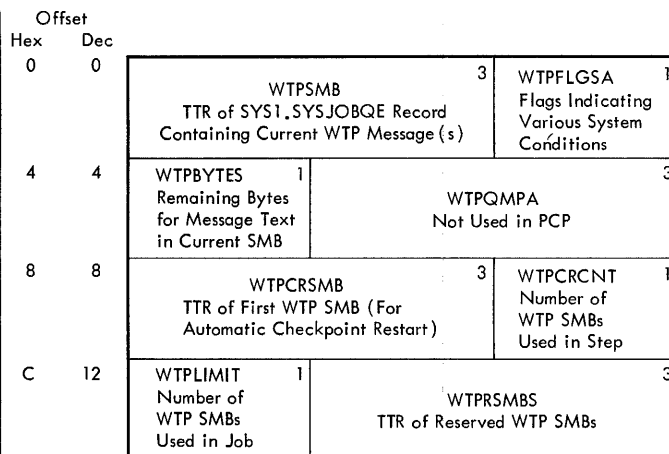 Offset
Hex Dec
0 0
WTPSMB 3
TTR of SYS1.SYSJOBQE Record
Containing Current WTP Message(s)
WTPFLGSA 1
Flags Indicating
Various System
Conditions
4 4
WTPBYTES 1
Remaining Bytes
for Message Text
in Current SMB
WTPQMPA 3
Not Used in PCP
8 8
WTPCRSMB 3
TTR of First WTP SMB (For
Automatic Checkpoint Restart)
WTPCRCNT 1
Number of
WTP SMBs
Used in Step
C 12
WTPLIMIT 1
Number of
WTP SMBs
Used in Job
WTPRSMBS 3
TTR of Reserved WTP SMBs